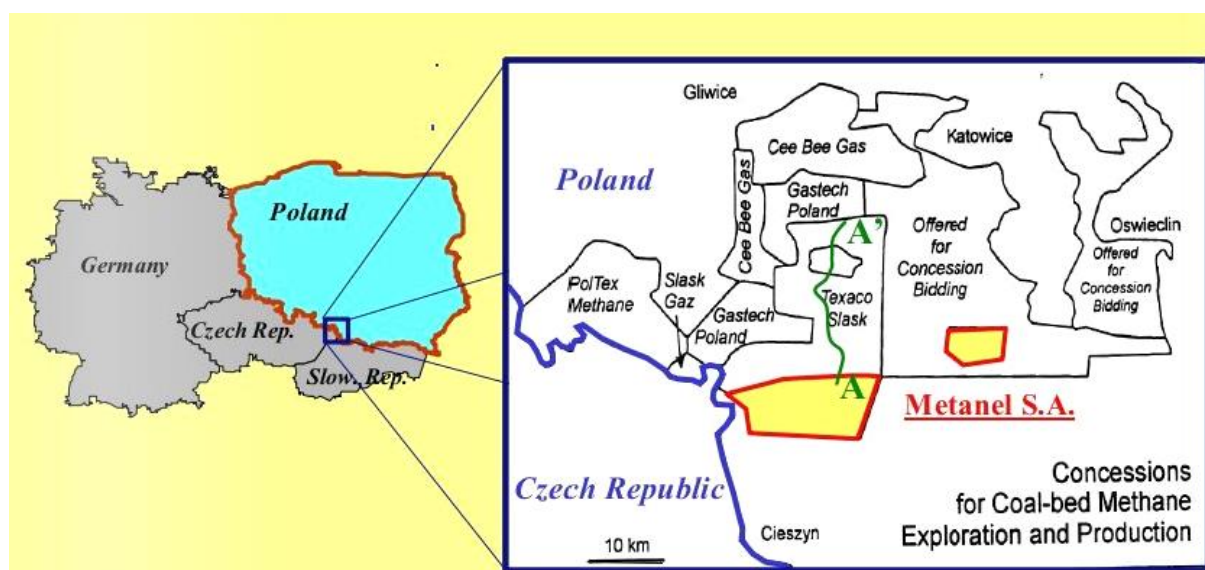 Poland
Germany
Czech Rep.
Slow. Rep.
Gliwice
Katowice
Cee Bee Gas
Poland
Cee Bee Gas
Gastech
Poland
Oswieclin
A'
Offered
for
Concession
Bidding
Offered
for
Concession
Bidding
PolTex
Methane
Slask
Gaz
Texaco
Slask
Gastech
Poland
A
Metanel S.A.
Czech Republic
Concessions
for Coal-bed Methane
Exploration and Production
Cieszyn
10 km